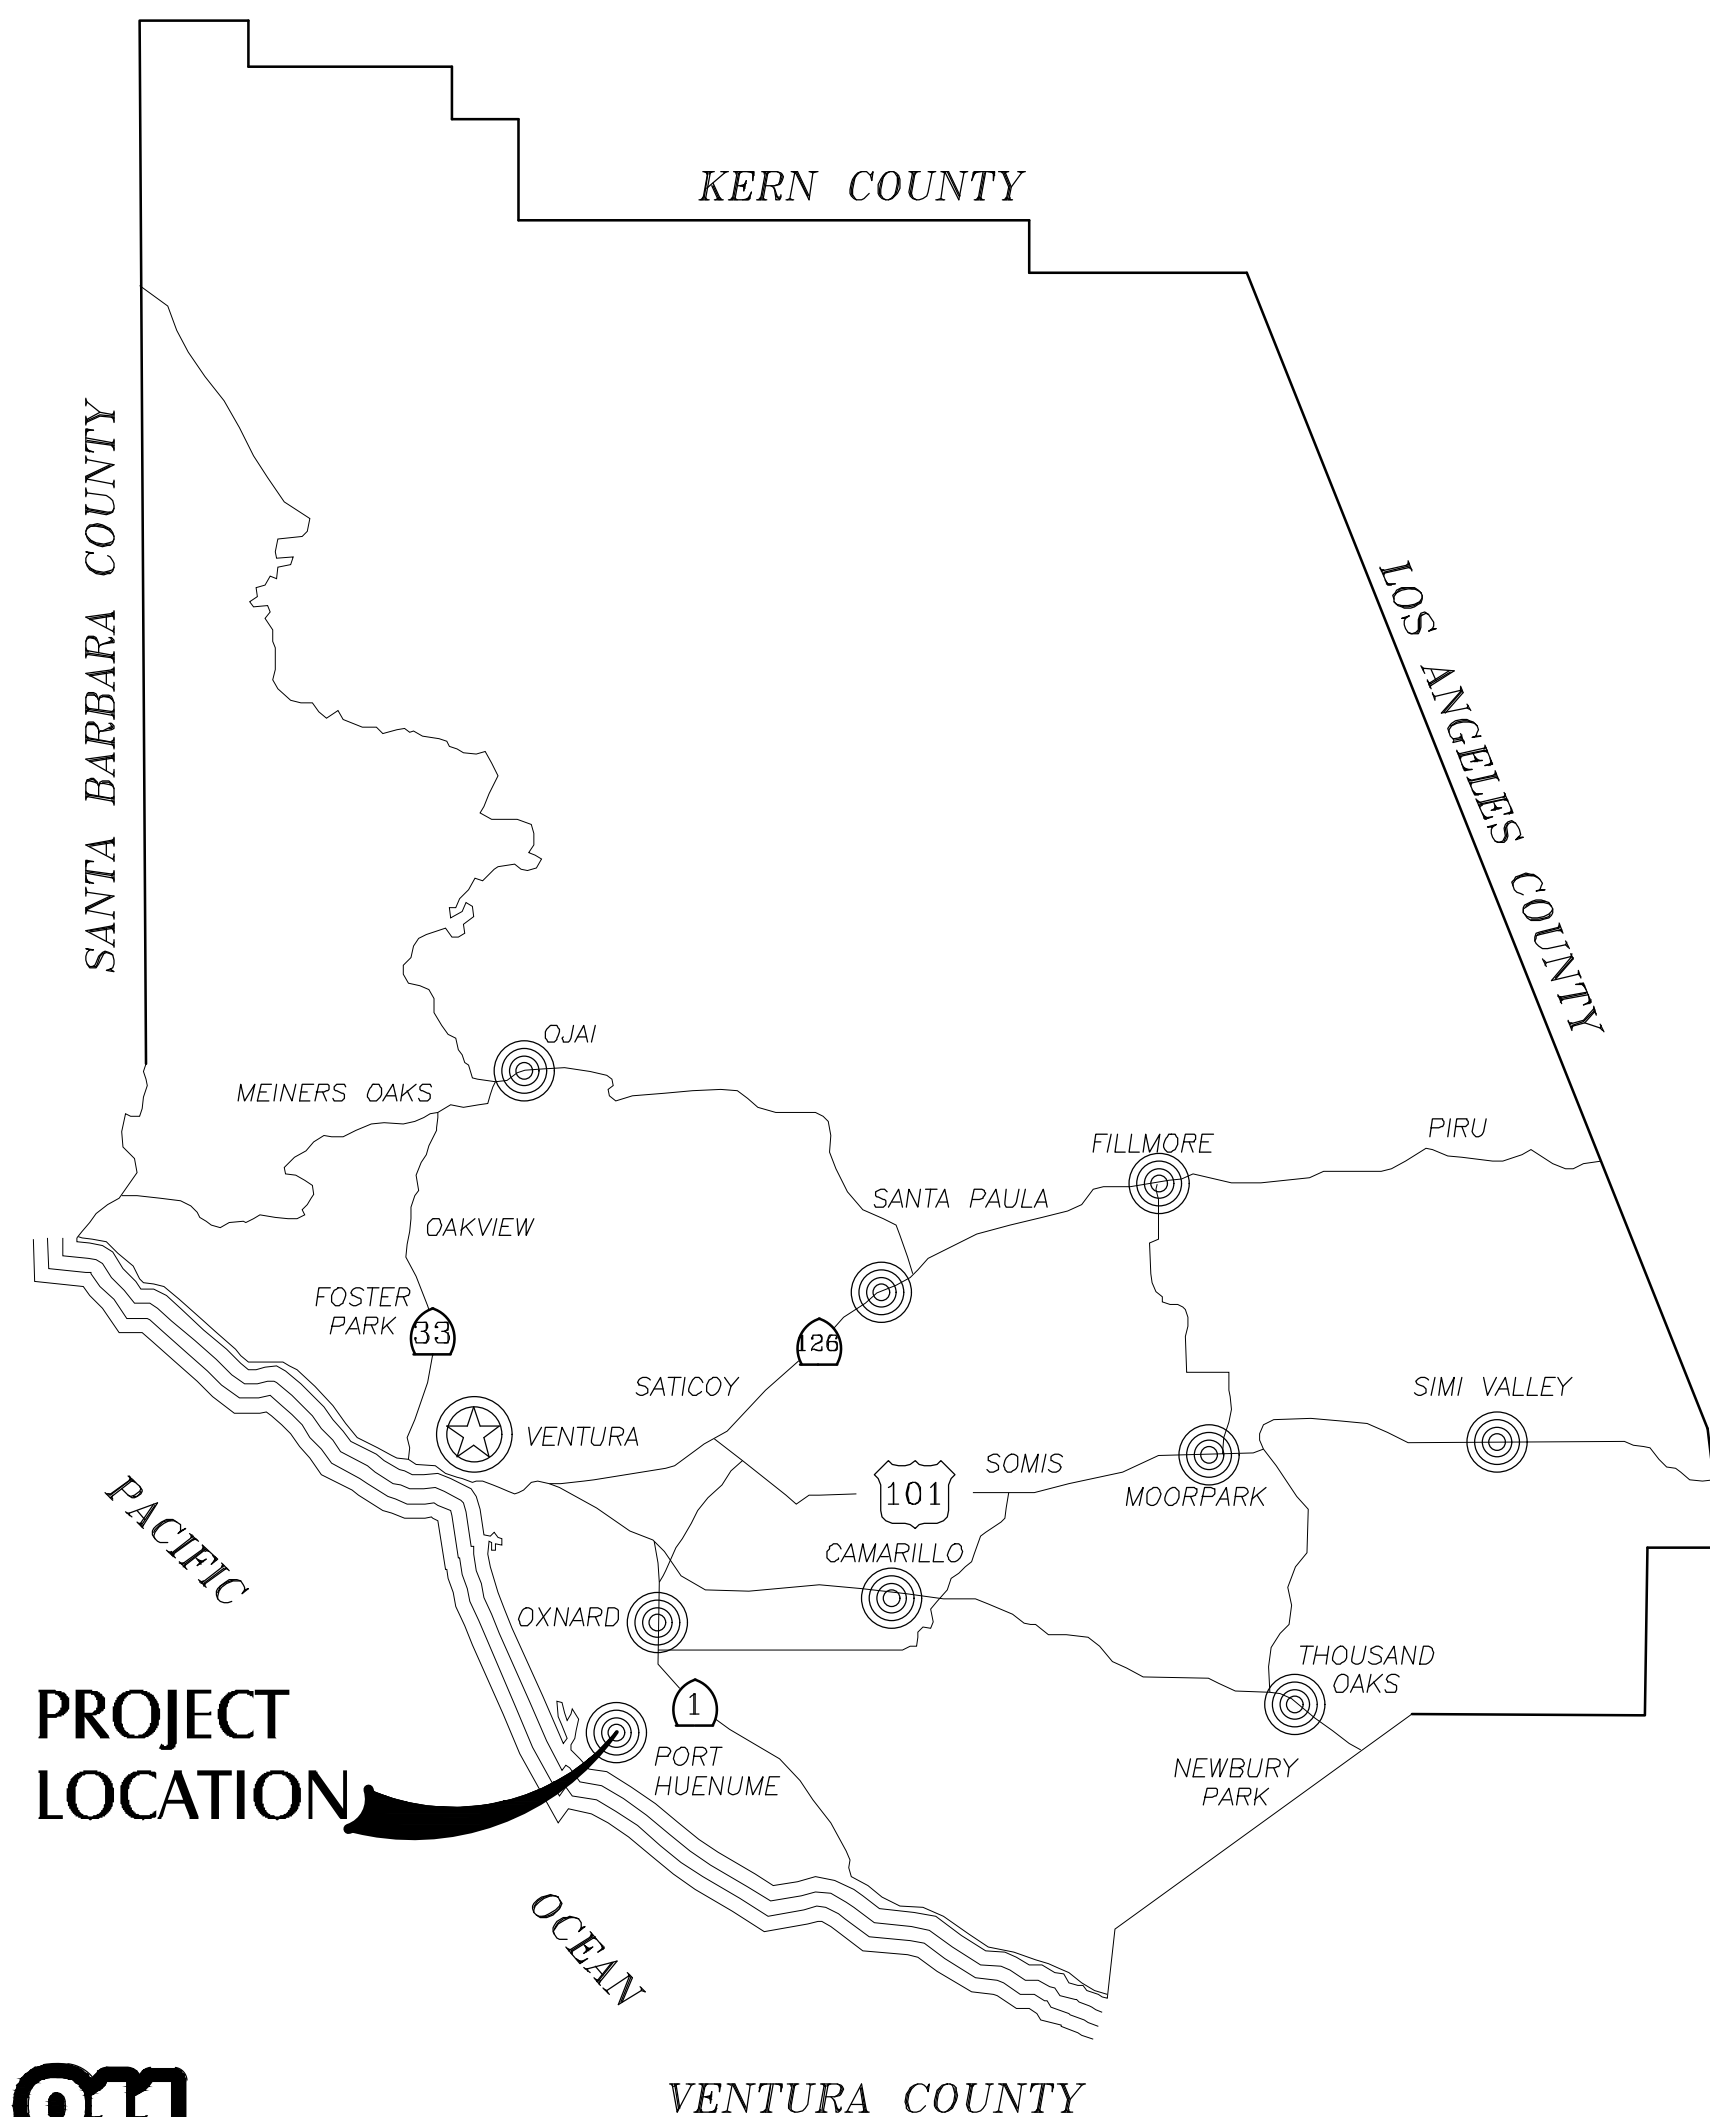 KERN COUNTY
SANTA BARBARA COUNTY
LOS ANGELES COUNTY
OJAI
MEINERS OAKS
PIRU
FILLMORE
SANTA PAULA
OAKVIEW
FOSTER
PARK
33
126
SATICOY
SIMI VALLEY
VENTURA
SOMIS
101
MOORPARK
PACIFIC
CAMARILLO
OXNARD
THOUSAND
OAKS
PROJECT
LOCATION
1
PORT
HUENUME
NEWBURY
PARK
OCEAN
VENTURA COUNTY